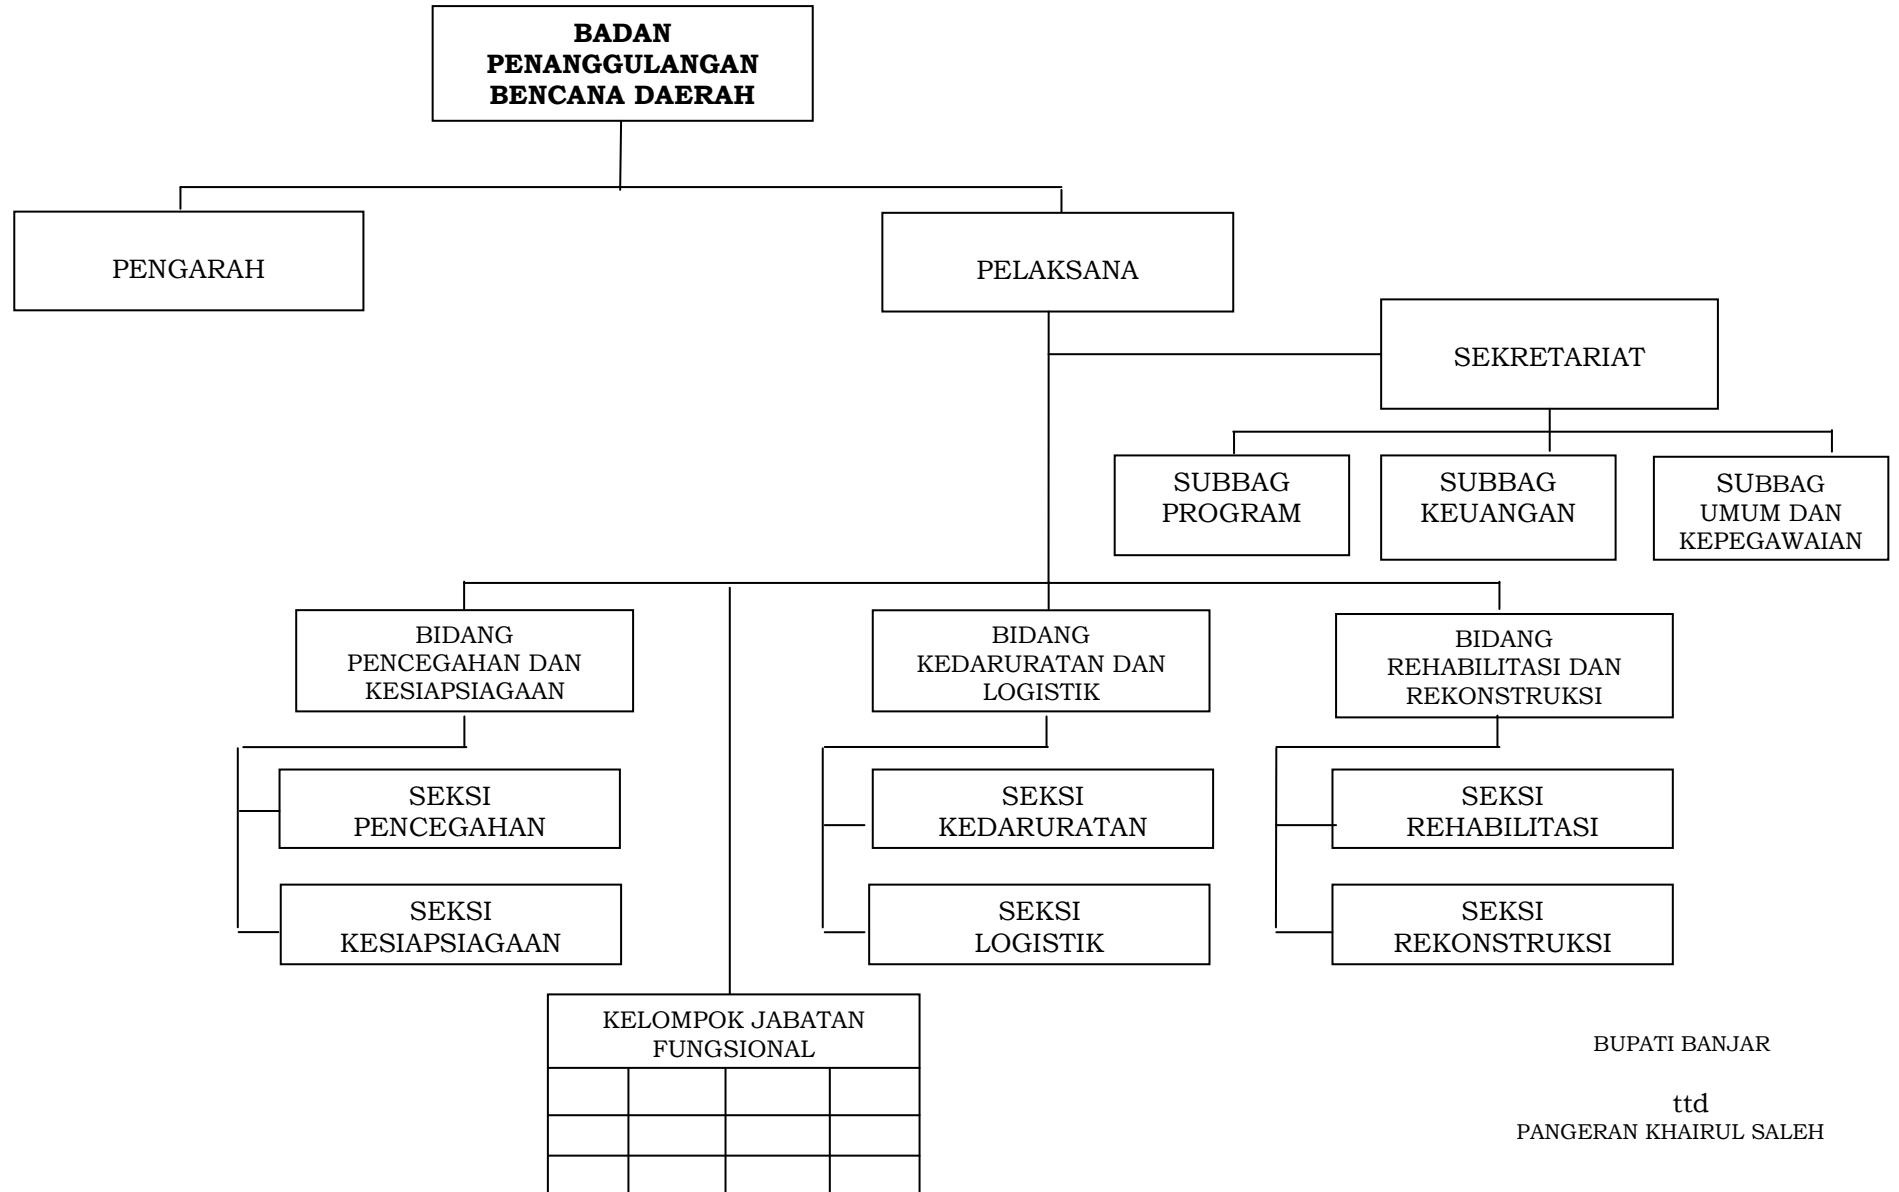 BADAN
PENANGGULANGAN
BENCANA DAERAH
PENGARAH
PELAKSANA
SEKRETARIAT
SUBBAG
PROGRAM
SUBBAG
KEUANGAN
SUBBAG
UMUM DAN
KEPEGAWAIAN
BIDANG
PENCEGAHAN DAN
KESIAPSIAGAAN
BIDANG
KEDARURATAN DAN
LOGISTIK
BIDANG
REHABILITASI DAN
REKONSTRUKSI
SEKSI
PENCEGAHAN
SEKSI
KEDARURATAN
SEKSI
REHABILITASI
SEKSI
KESIAPSIAGAAN
SEKSI
LOGISTIK
SEKSI
REKONSTRUKSI
KELOMPOK JABATAN
FUNGSIONAL
BUPATI BANJAR
ttd
PANGERAN KHAIRUL SALEH